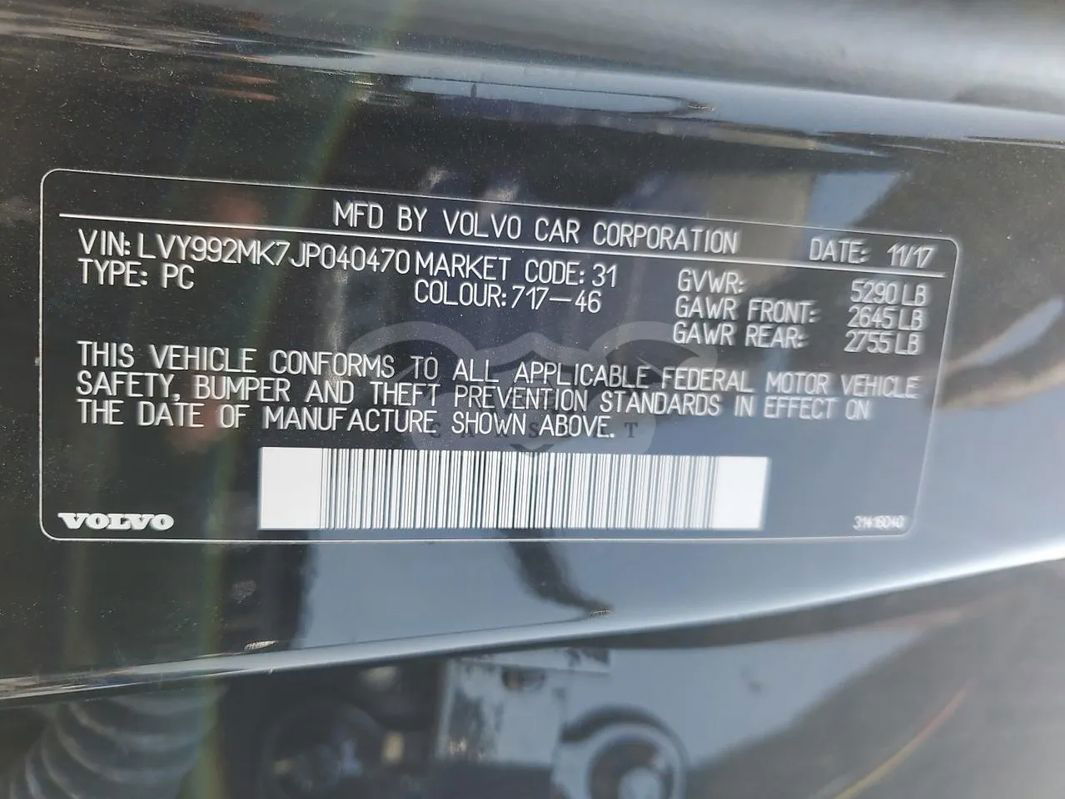 MFD BY VOLVO CAR CORPORATION DATE: 11/17
VIN: LVY992MK7JP040470 MARKET CODE: 31 GVWR: 5290 LB
TYPE: PC COLOUR: 717-46 GAWR FRONT: 2645 LB
GAWR REAR: 2755 LB
THIS VEHICLE CONFORMS TO ALL APPLICABLE FEDERAL MOTOR VEHICLE
SAFETY, BUMPER AND THEFT PREVENTION STANDARDS IN EFFECT ON
THE DATE OF MANUFACTURE SHOWN ABOVE.
VOLVO 31416040